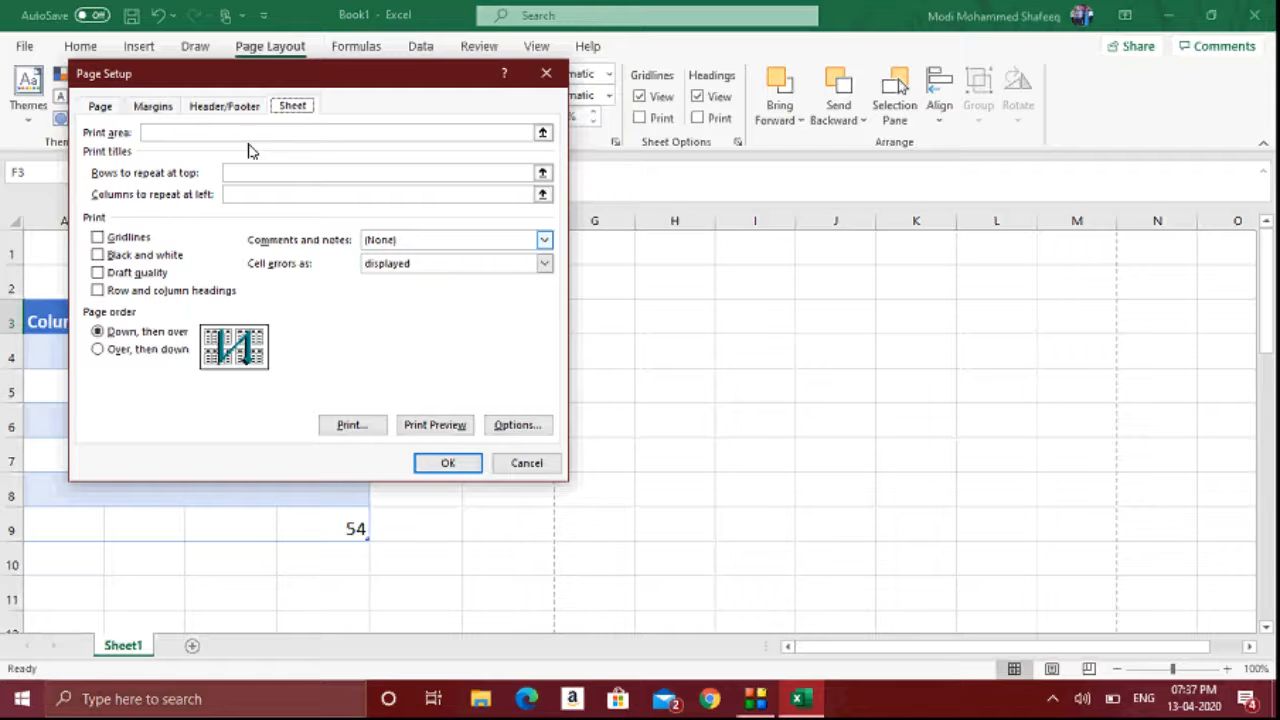 AutoSave Off Book1 - Excel Search Modi Mohammed Shafeeq
File Home Insert Draw Page Layout Formulas Data Review View Help Share Comments
Page Setup ?
Aa matic Gridlines Headings
Themes View View Bring Forward Send Backward Selection Pane Align Group Rotate
% Print Print
Sheet Options Arrange
Page Margins Header/Footer Sheet
Print area:
Print titles
F3
Rows to repeat at top:
Columns to repeat at left:
G H I J K L M N O
Print
Gridlines Comments and notes: (None)
Black and white
Cell errors as: displayed
Draft quality
Row and column headings
Page order
Down, then over
Over, then down
Print... Print Preview Options...
OK Cancel
1
2
3
4
5
6
7
8
9 54
10
11
Sheet1
Ready 100%
Type here to search a 2 ENG 07:37 PM
13-04-2020 4